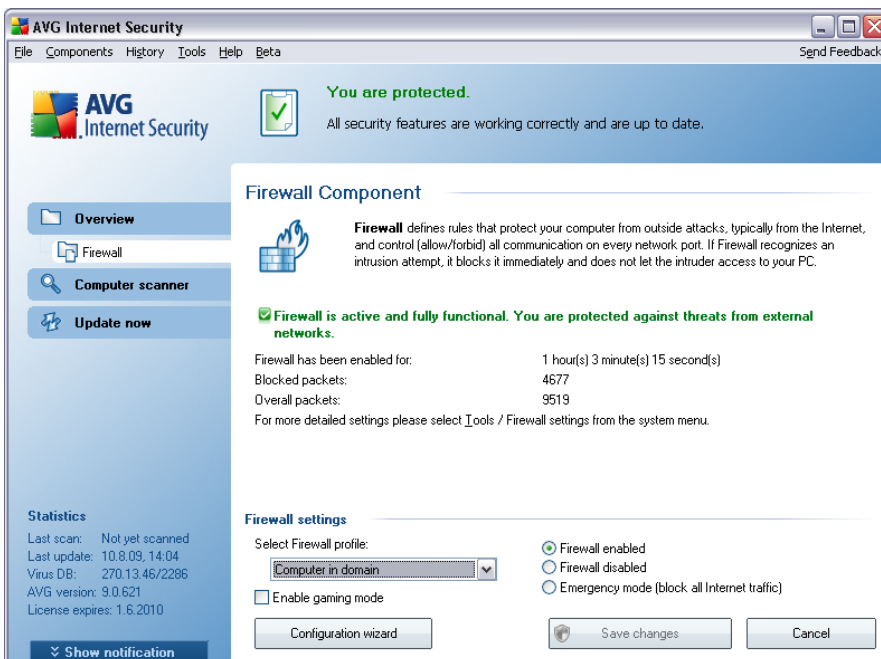 AVG Internet Security
File Components History Tools Help Beta
Send Feedback
AVG
Internet Security
You are protected.
All security features are working correctly and are up to date.
Overview
Firewall
Computer scanner
Update now
Firewall Component
Firewall defines rules that protect your computer from outside attacks, typically from the Internet,
and control (allow/forbid) all communication on every network port. If Firewall recognizes an
intrusion attempt, it blocks it immediately and does not let the intruder access to your PC.
Firewall is active and fully functional. You are protected against threats from external
networks.
Firewall has been enabled for: 1 hour(s) 3 minute(s) 15 second(s)
Blocked packets: 4677
Overall packets: 9519
For more detailed settings please select Tools / Firewall settings from the system menu.
Statistics
Last scan: Not yet scanned
Last update: 10.8.09, 14:04
Virus DB: 270.13.46/2286
AVG version: 9.0.621
License expires: 1.6.2010
Show notification
Firewall settings
Select Firewall profile:
Computer in domain
Enable gaming mode
Firewall enabled
Firewall disabled
Emergency mode (block all Internet traffic)
Configuration wizard
Save changes
Cancel